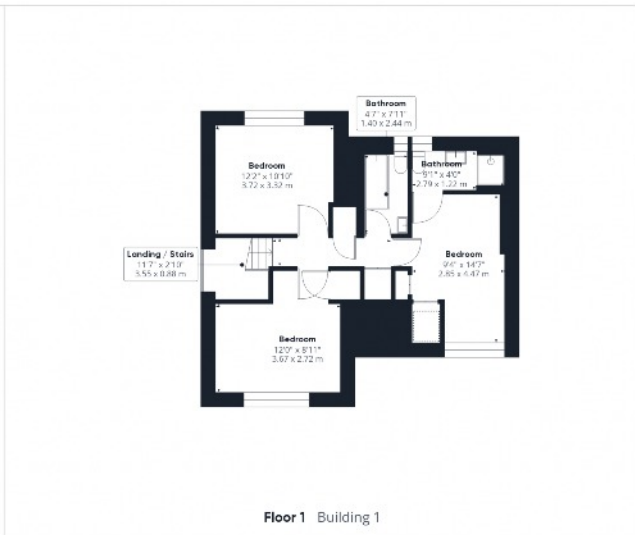 Bathroom
4'7" x 7'11"
1.40 x 2.44 m
Bedroom
12'2" x 10'10"
3.72 x 3.32 m
Bathroom
9'1" x 4'0"
2.79 x 1.22 m
Landing / Stairs
11'7" x 2'10"
3.55 x 0.88 m
Bedroom
9'4" x 14'7"
2.85 x 4.47 m
Bedroom
12'0" x 8'11"
3.67 x 2.72 m
Floor 1 Building 1